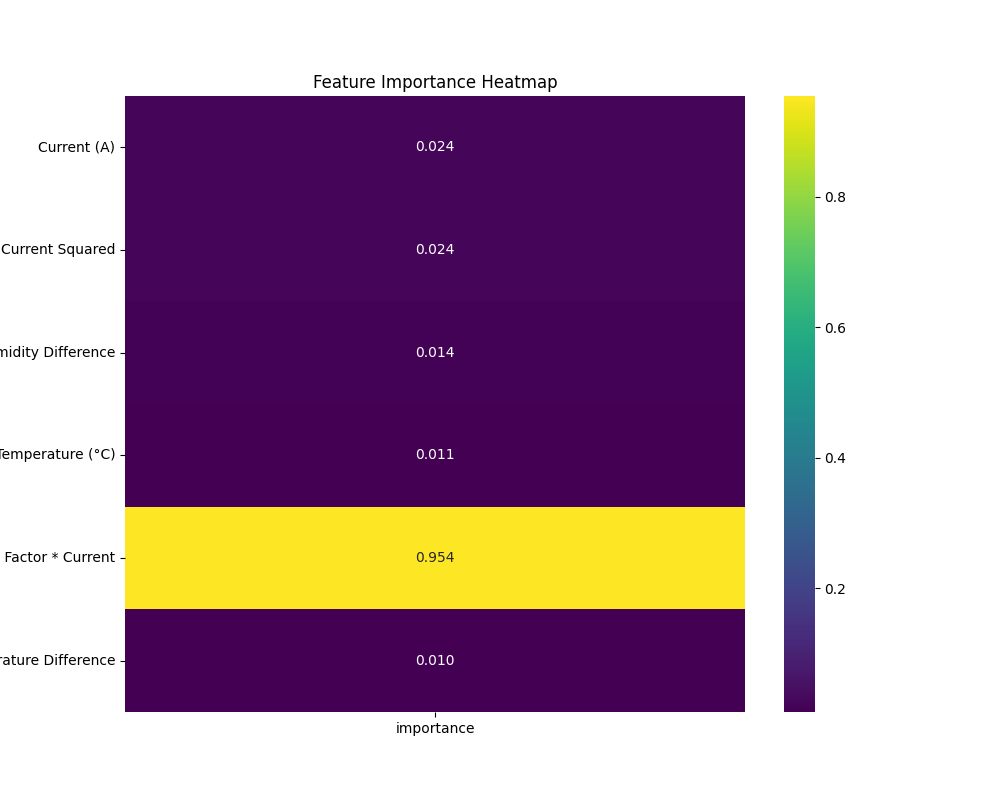 Feature Importance Heatmap
Current (A)
0.024
Current Squared
0.024
midity Difference
0.014
Temperature (°C)
0.011
Factor * Current
0.954
rature Difference
0.010
importance
0.8
0.6
0.4
0.2